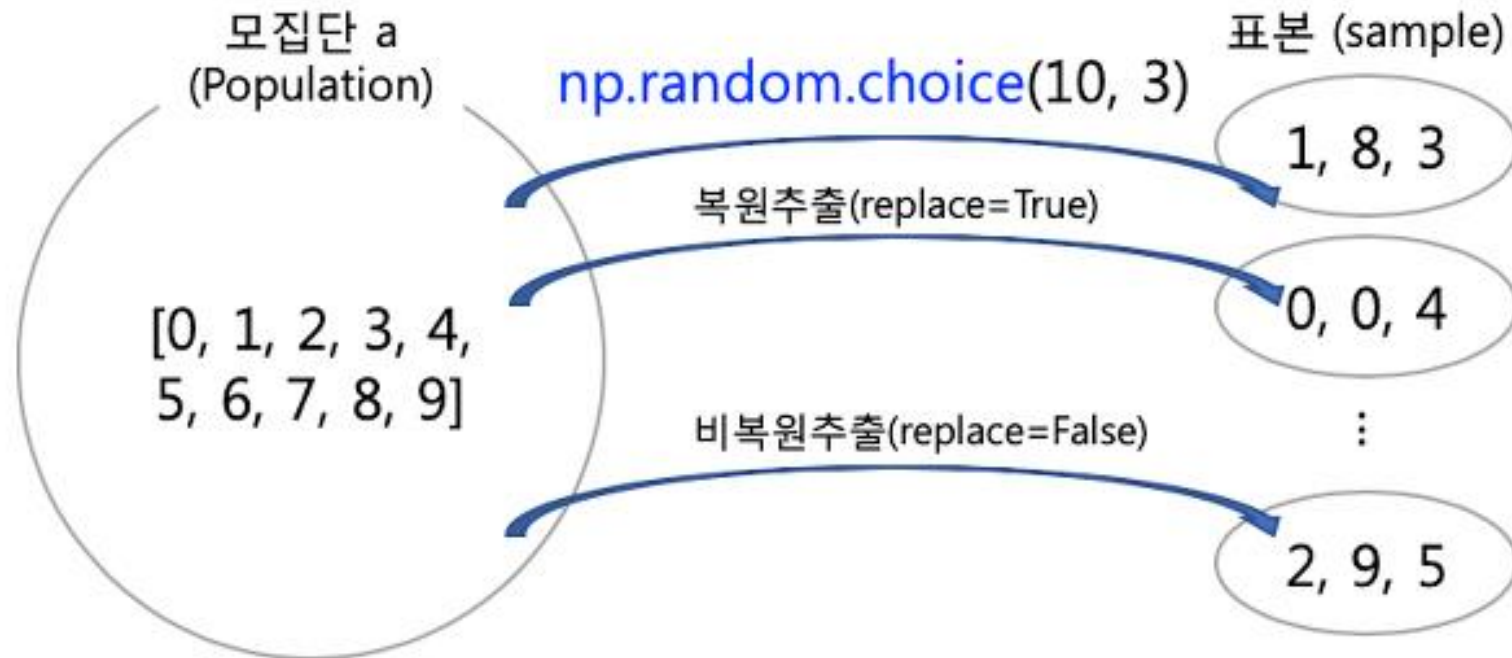 모집단 a
(Population)
np.random.choice(10, 3)
표본 (sample)
1, 8, 3
복원추출(replace=True)
0, 0, 4
[0, 1, 2, 3, 4,
5, 6, 7, 8, 9]
비복원추출(replace=False)
⋮
2, 9, 5